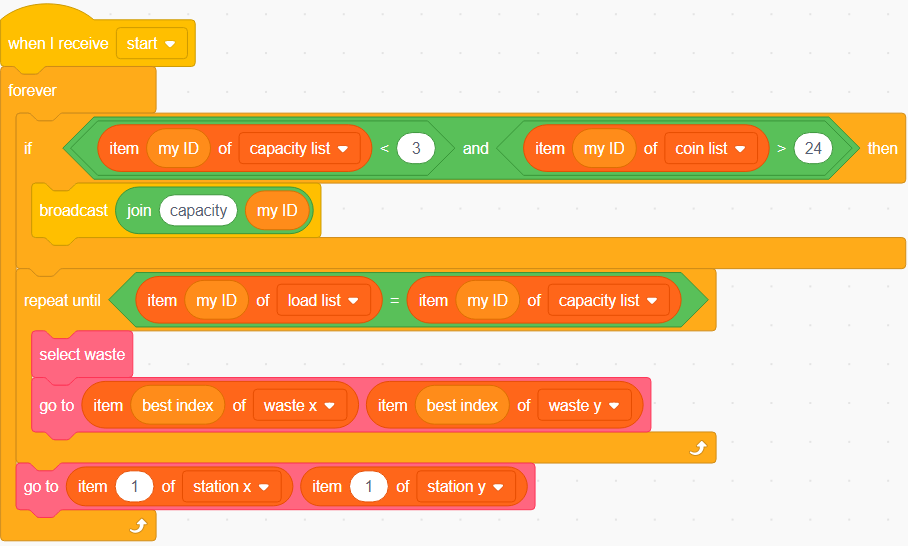 when I receive start
forever
if item my ID of capacity list < 3 and item my ID of coin list > 24 then
broadcast join capacity my ID
repeat until item my ID of load list = item my ID of capacity list
select waste
go to item best index of waste x item best index of waste y
go to item 1 of station x item 1 of station y